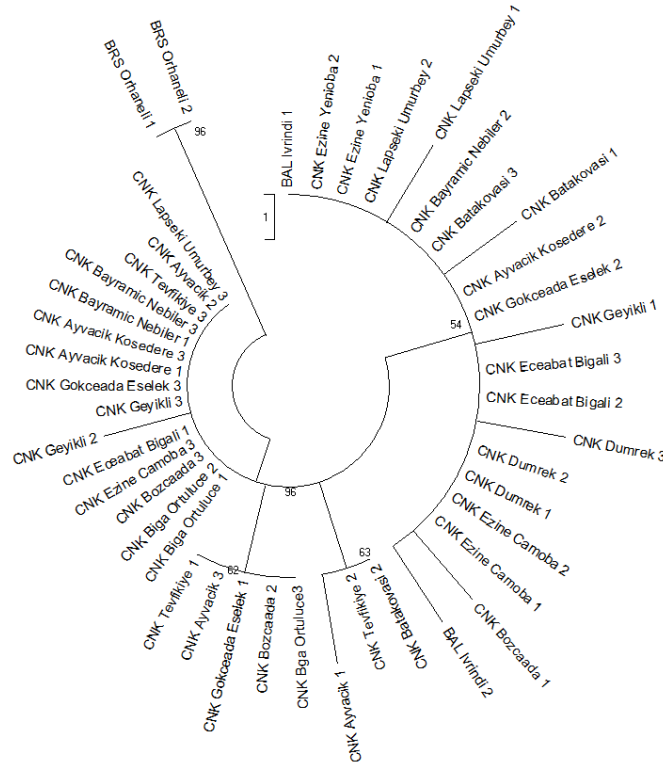 BRS Orhaneli 1
BRS Orhaneli 2
96
BAL Ivrindi 1
CNK Ezine Yenioba 2
CNK Ezine Yenioba 1
CNK Lapseki Umurbey 2
CNK Lapseki Umurbey 1
CNK Bayramic Nebiler 2
CNK Batakovasi 3
CNK Batakovasi 1
CNK Ayvacik Kosedere 2
CNK Gokceada Eselek 2
54
CNK Geyikli 1
CNK Eceabat Bigali 3
CNK Eceabat Bigali 2
CNK Dumrek 3
CNK Dumrek 2
CNK Dumrek 1
CNK Ezine Camoba 2
CNK Ezine Camoba 1
CNK Bozcaada 1
BAL Ivrindi 2
63
CNK Batakovasi 2
CNK Tevfikiye 2
CNK Ayvacik 1
96
CNK Bga Ortuluce3
CNK Bozcaada 2
CNK Gokceada Eselek 1
62
CNK Ayvacik 3
CNK Tevfikiye 1
CNK Biga Ortuluce 1
CNK Biga Ortuluce 2
CNK Bozcaada 3
CNK Ezine Camoba 3
CNK Eceabat Bigali 1
CNK Geyikli 2
CNK Geyikli 3
CNK Gokceada Eselek 3
CNK Ayvacik Kosedere 1
CNK Ayvacik Kosedere 3
CNK Bayramic Nebiler 1
CNK Bayramic Nebiler 3
CNK Tevfikiye 3
CNK Ayvacik 2
CNK Lapseki Umurbey 3
1